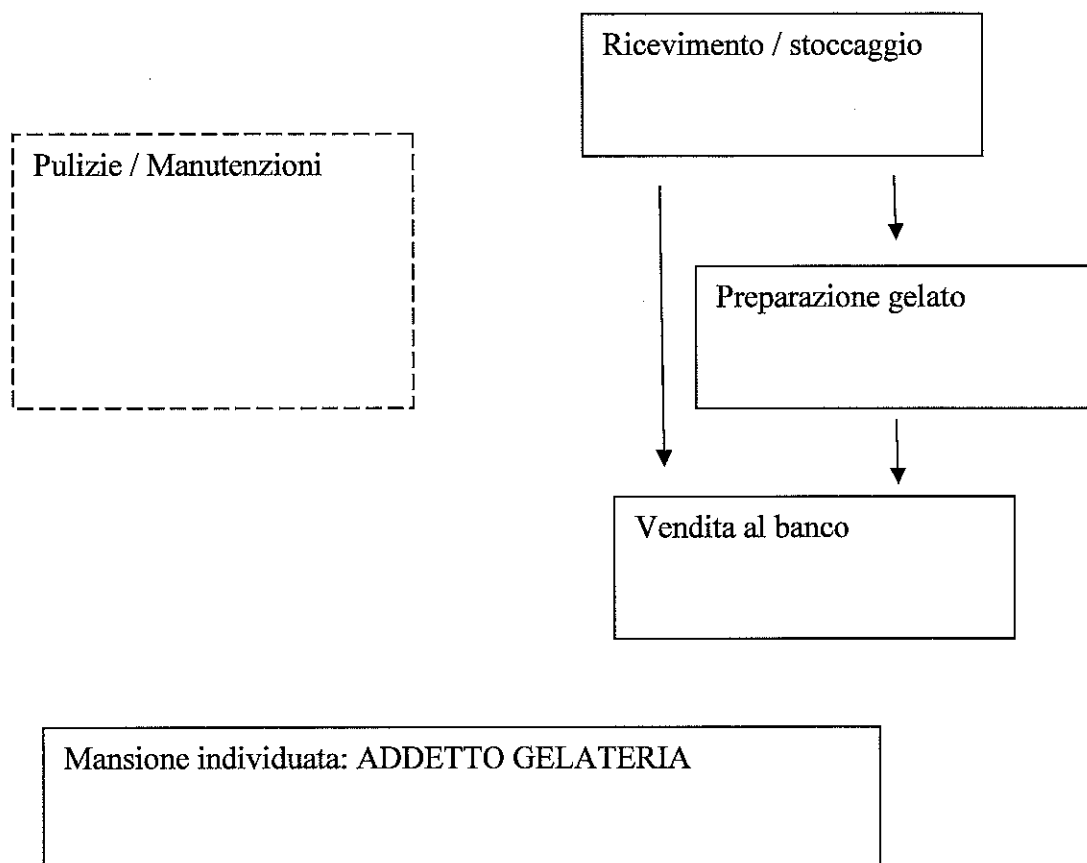 Ricevimento / stoccaggio
Pulizie / Manutenzioni
Preparazione gelato
Vendita al banco
Mansione individuata: ADDETTO GELATERIA